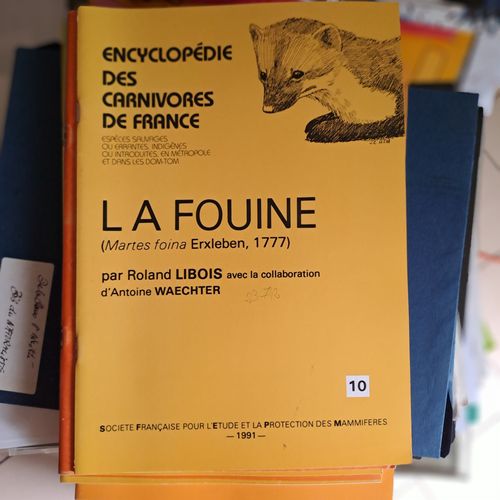 ENCYCLOPÉDIE
DES
CARNIVORES
DE FRANCE
ESPÈCES SAUVAGES
OU ERRANTES, INDIGÈNES
OU INTRODUITES, EN MÉTROPOLE
ET DANS LES DOM-TOM
LA FOUINE
(Martes foina Erxleben, 1777)
par Roland LIBOIS avec la collaboration
d'Antoine WAECHTER
10
SOCIETE FRANÇAISE POUR L'ETUDE ET LA PROTECTION DES MAMMIFERES
—1991—